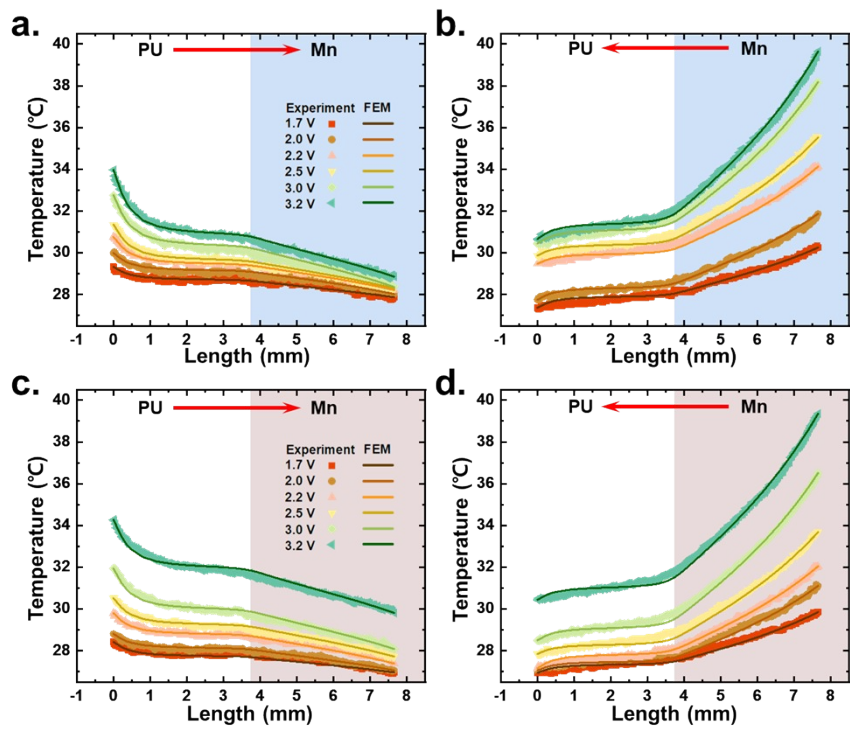 a.
PU Mn
Experiment FEM
1.7 V
2.0 V
2.2 V
2.5 V
3.0 V
3.2 V
40
38
36
34
32
30
28
-1 0 1 2 3 4 5 6 7 8
Temperature (℃)
Length (mm)
b.
PU Mn
40
38
36
34
32
30
28
-1 0 1 2 3 4 5 6 7 8
Temperature (℃)
Length (mm)
c.
PU Mn
Experiment FEM
1.7 V
2.0 V
2.2 V
2.5 V
3.0 V
3.2 V
40
38
36
34
32
30
28
-1 0 1 2 3 4 5 6 7 8
Temperature (℃)
Length (mm)
d.
PU Mn
40
38
36
34
32
30
28
-1 0 1 2 3 4 5 6 7 8
Temperature (℃)
Length (mm)